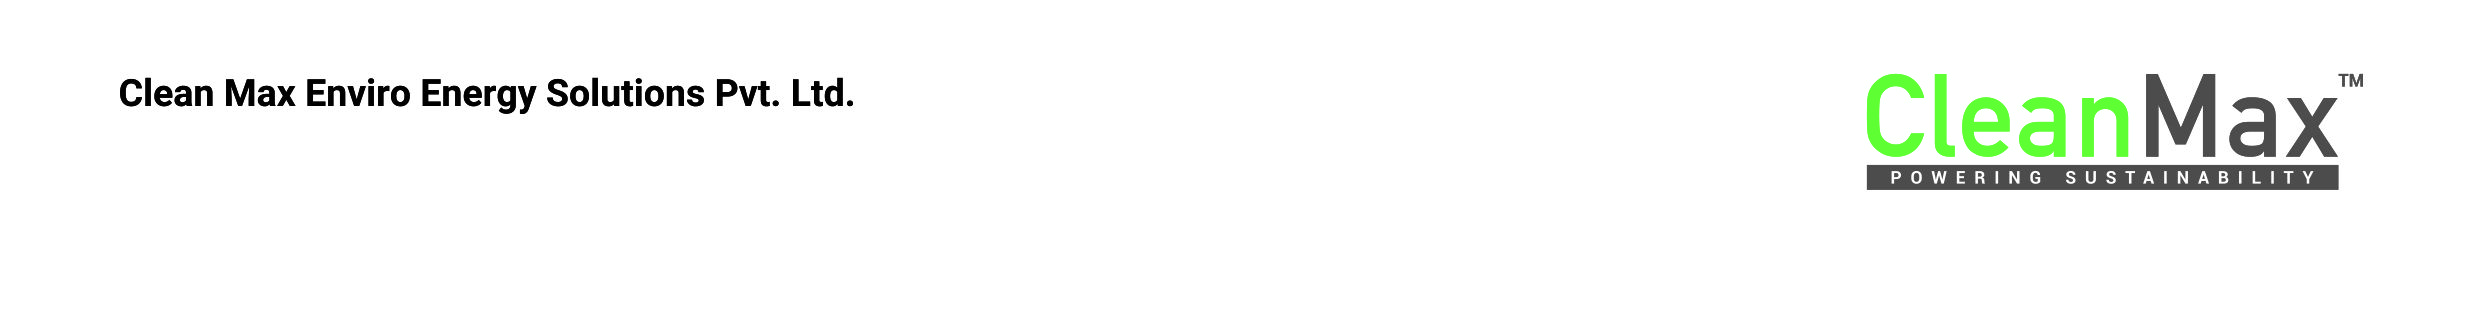 Clean Max Enviro Energy Solutions Pvt. Ltd.
CleanMax™
POWERING SUSTAINABILITY